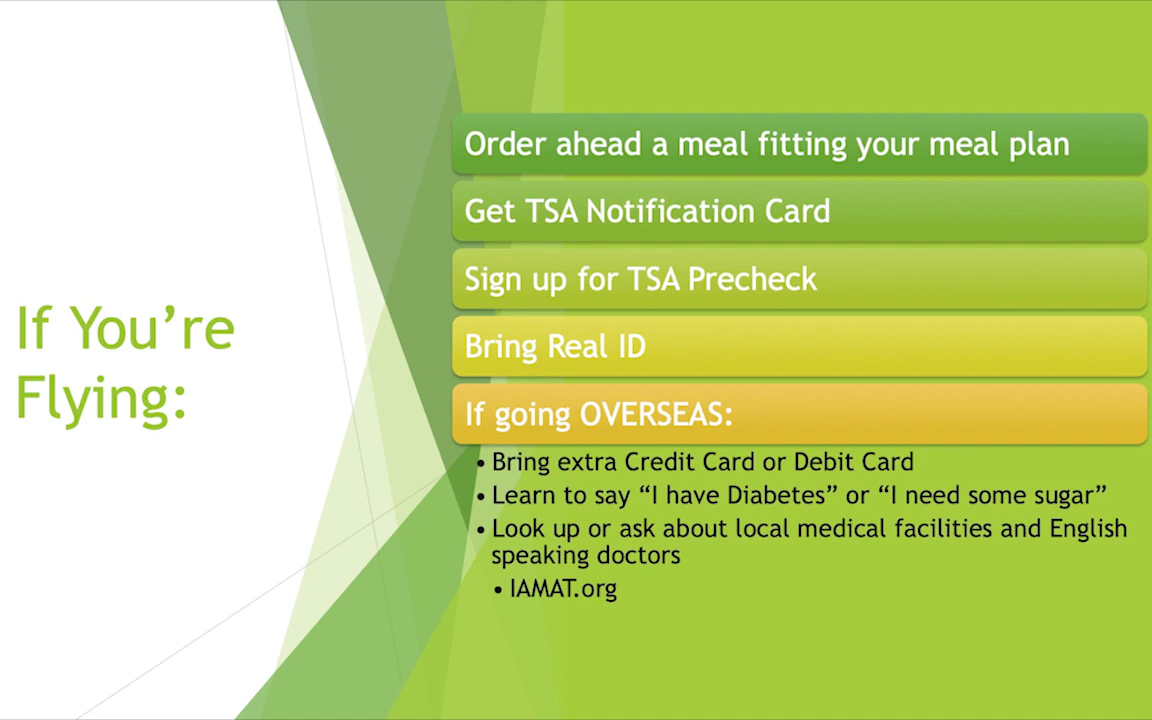 If You’re
Flying:
Order ahead a meal fitting your meal plan
Get TSA Notification Card
Sign up for TSA Precheck
Bring Real ID
If going OVERSEAS:
• Bring extra Credit Card or Debit Card
• Learn to say “I have Diabetes” or “I need some sugar”
• Look up or ask about local medical facilities and English
speaking doctors
• IAMAT.org